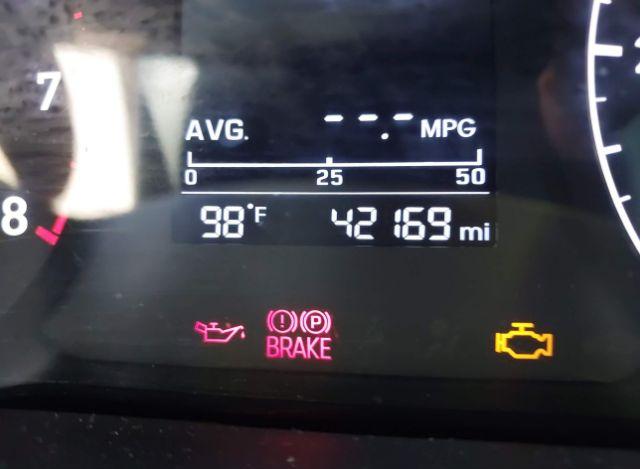 7
AVG. --.- MPG
0 25 50
8
98°F 42169 mi
(!) (P)
BRAKE